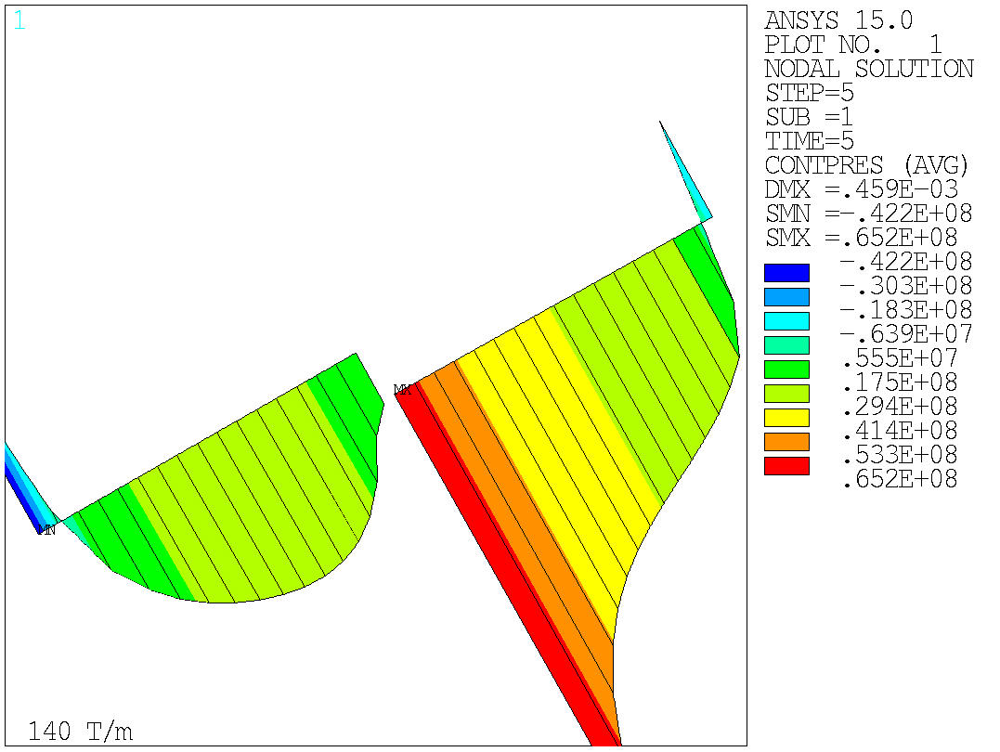 1
ANSYS 15.0
PLOT NO.   1
NODAL SOLUTION
STEP=5
SUB =1
TIME=5
CONTPRES (AVG)
DMX =.459E-03
SMN =-.422E+08
SMX =.652E+08
-.422E+08
-.303E+08
-.183E+08
-.639E+07
.555E+07
.175E+08
.294E+08
.414E+08
.533E+08
.652E+08
MX
MN
140 T/m